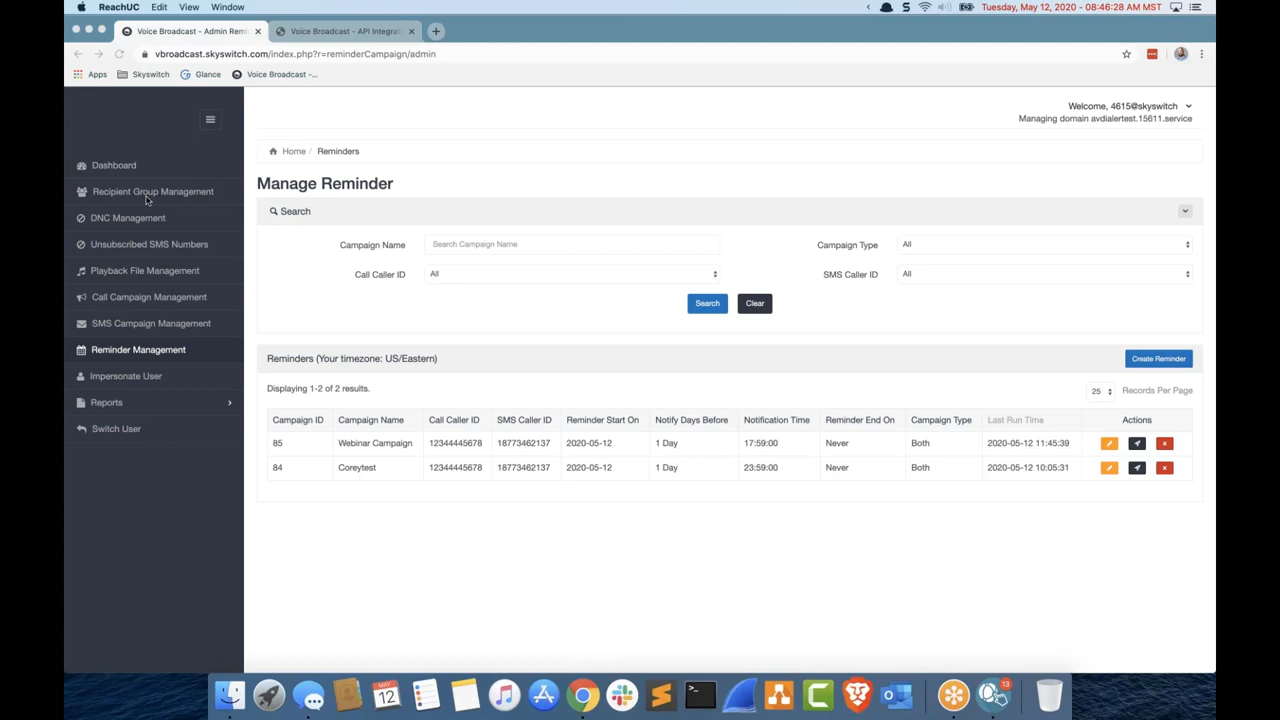 ReachUC Edit View Window Tuesday, May 12, 2020 - 08:46:28 AM MST
Voice Broadcast - Admin Remi Voice Broadcast - API Integrat
vbroadcast.skyswitch.com/index.php?r=reminderCampaign/admin
Apps Skyswitch Glance Voice Broadcast -...
Welcome, 4615@skyswitch
Managing domain avdialertest.15611.service
Dashboard
Recipient Group Management
DNC Management
Unsubscribed SMS Numbers
Playback File Management
Call Campaign Management
SMS Campaign Management
Reminder Management
Impersonate User
Reports
Switch User
Home / Reminders
Manage Reminder
Search
Campaign Name Search Campaign Name Campaign Type All
Call Caller ID All SMS Caller ID All
Search Clear
Reminders (Your timezone: US/Eastern) Create Reminder
Displaying 1-2 of 2 results. 25 Records Per Page
Campaign ID Campaign Name Call Caller ID SMS Caller ID Reminder Start On Notify Days Before Notification Time Reminder End On Campaign Type Last Run Time Actions
85 Webinar Campaign 12344445678 18773462137 2020-05-12 1 Day 17:59:00 Never Both 2020-05-12 11:45:39
84 Coreytest 12344445678 18773462137 2020-05-12 1 Day 23:59:00 Never Both 2020-05-12 10:05:31
12
13